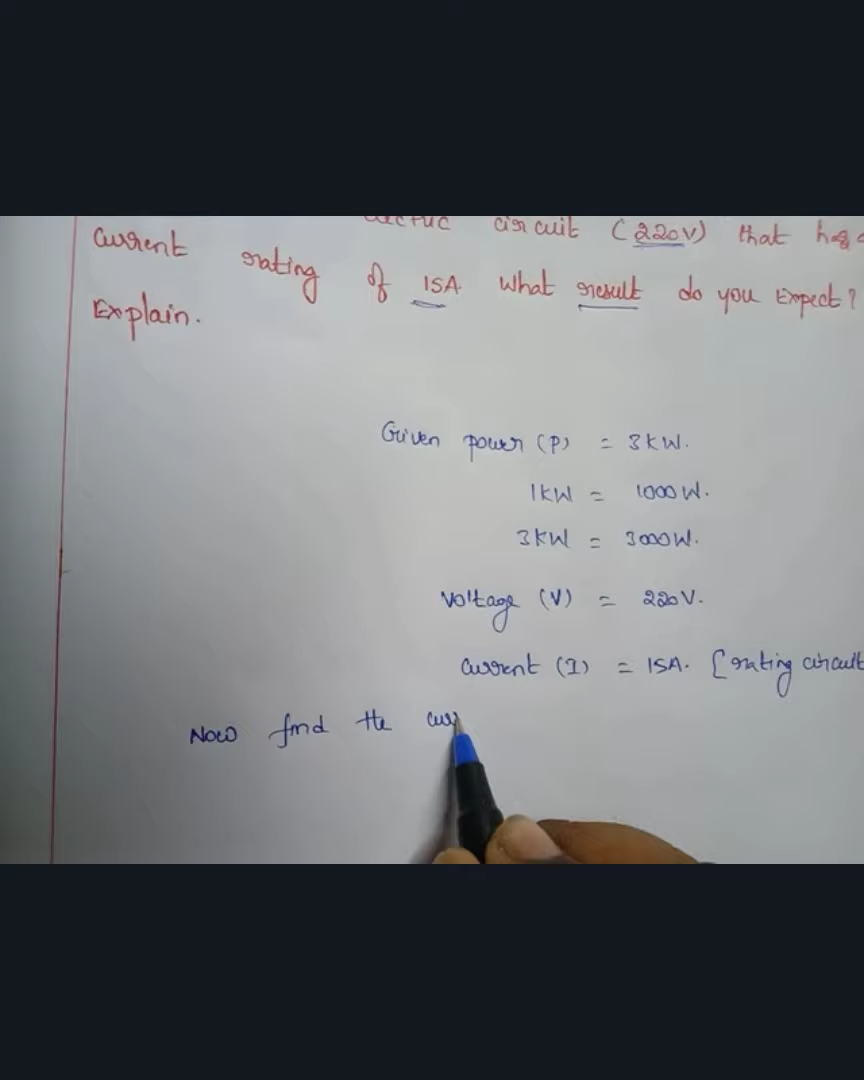 circuit (220V) that has
current rating of 15A. What result do you Expect?
Explain.
Given power (P) = 3KW.
1KW = 1000W.
3KW = 3000W.
Voltage (V) = 220V.
Current (I) = 15A. [rating circuit
Now find the cur